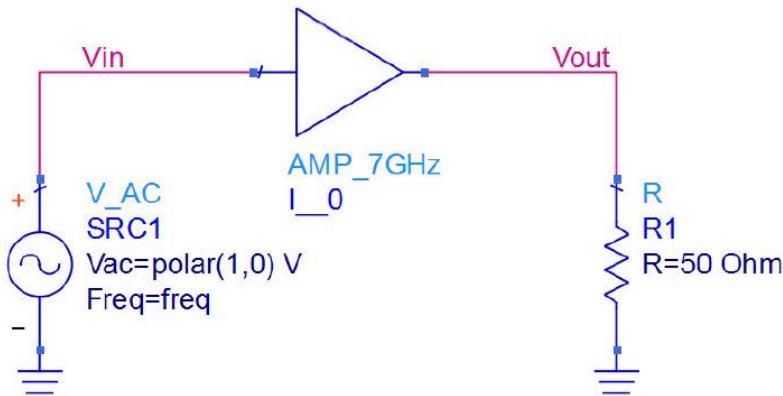 Vin
Vout
AMP_7GHz
I__0
+
V_AC
SRC1
Vac=polar(1,0) V
Freq=freq
–
R
R1
R=50 Ohm